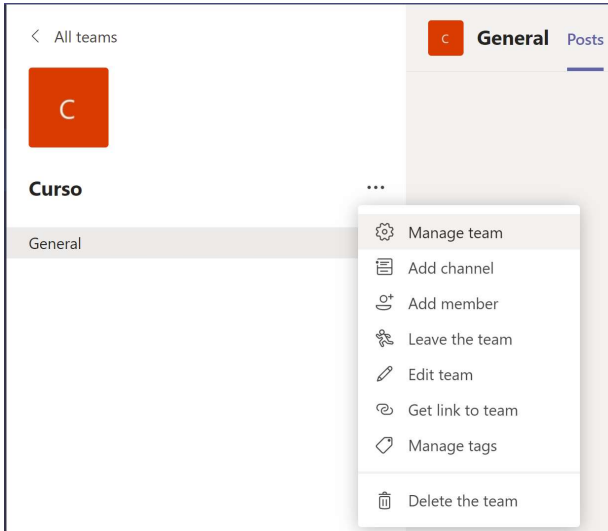 All teams
C
General Posts
C
Curso
...
General
Manage team
Add channel
Add member
Leave the team
Edit team
Get link to team
Manage tags
Delete the team